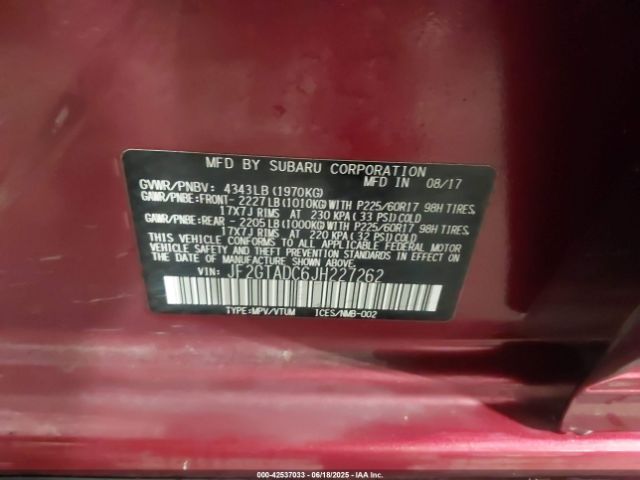 MFD BY SUBARU CORPORATION
MFD. IN 08/17
GVWR/PNBV: 4343LB(1970KG)
GAWR/PNBE:FRONT- 2227LB(1010KG)WITH P225/60R17 98H TIRES,
17X7J RIMS AT 230 KPA(33 PSI)COLD
GAWR/PNBE:REAR -2205LB(1000KG)WITH P225/60R17 98H TIRES,
17X7J RIMS AT 220 KPA(32 PSI)COLD
THIS VEHICLE CONFORMS TO ALL APPLICABLE
FEDERAL MOTOR VEHICLE SAFETY, BUMPER,
AND THEFT PREVENTION STANDARDS IN EFFECT ON
THE DATE OF MANUFACTURE SHOWN ABOVE.
VIN: JF2GTADC6JH227262
TYPE:MPV/VTUM ICES/NMB-002
000-42537033 - 06/18/2025 - IAA, Inc.